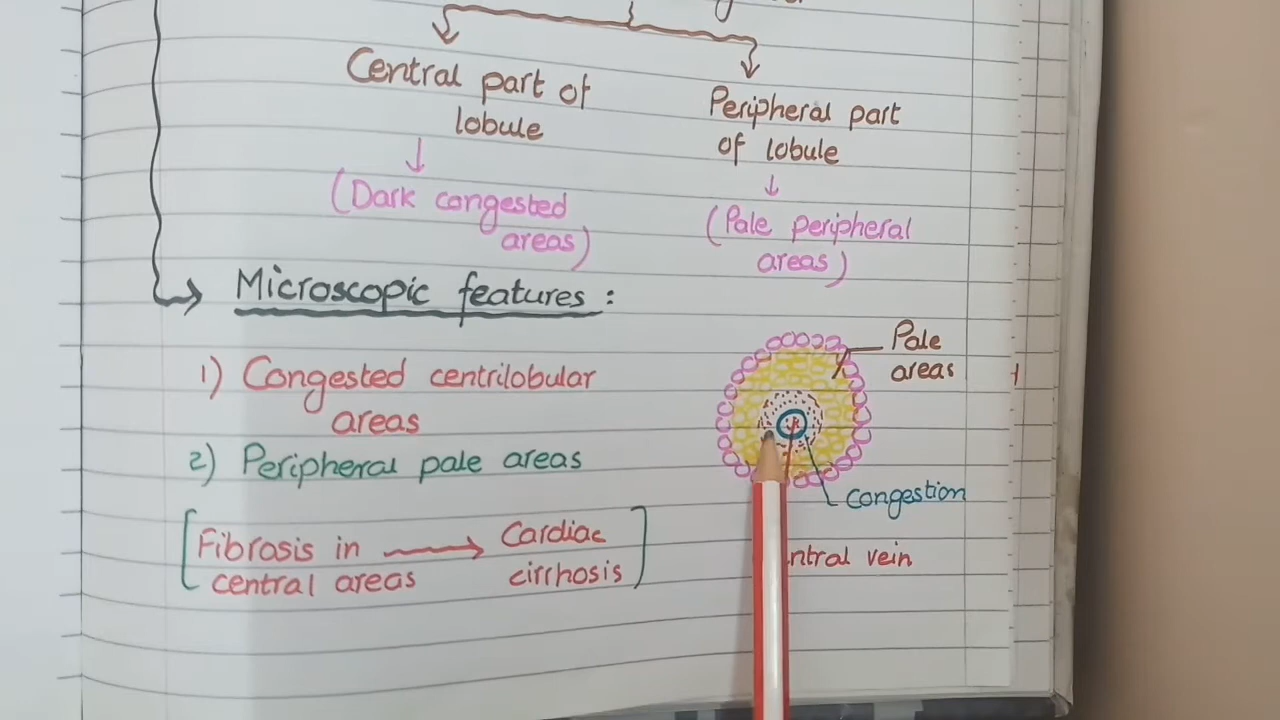 Central part of
lobule
Peripheral part
of lobule
(Dark congested
areas)
(Pale peripheral
areas)
Microscopic features :
1) Congested centrilobular
areas
2) Peripheral pale areas
[Fibrosis in → Cardiac
central areas cirrhosis]
Pale
areas
congestion
ntral vein